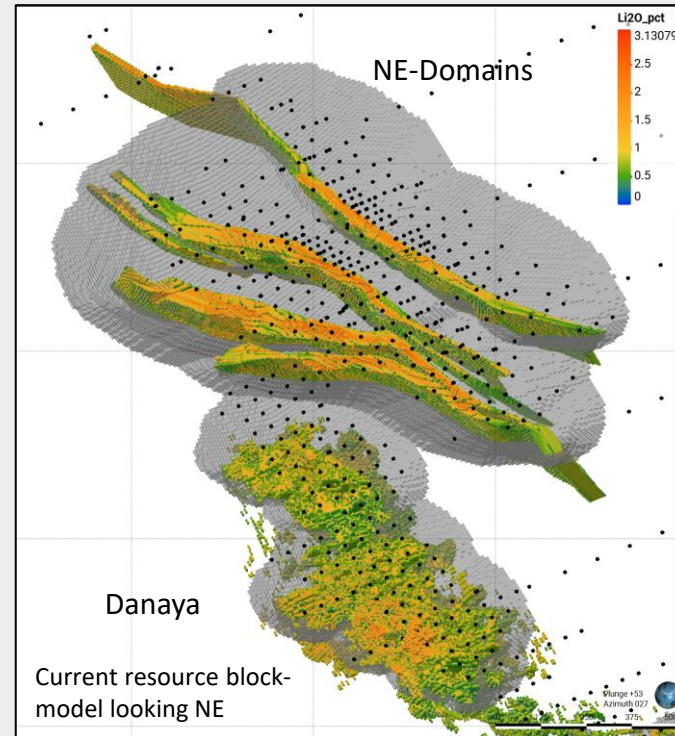 Li2O_pct
3.13079
2.5
2
1.5
1
0.5
0
NE-Domains
Danaya
Current resource block-
model looking NE
Plunge +53
Azimuth 027
375